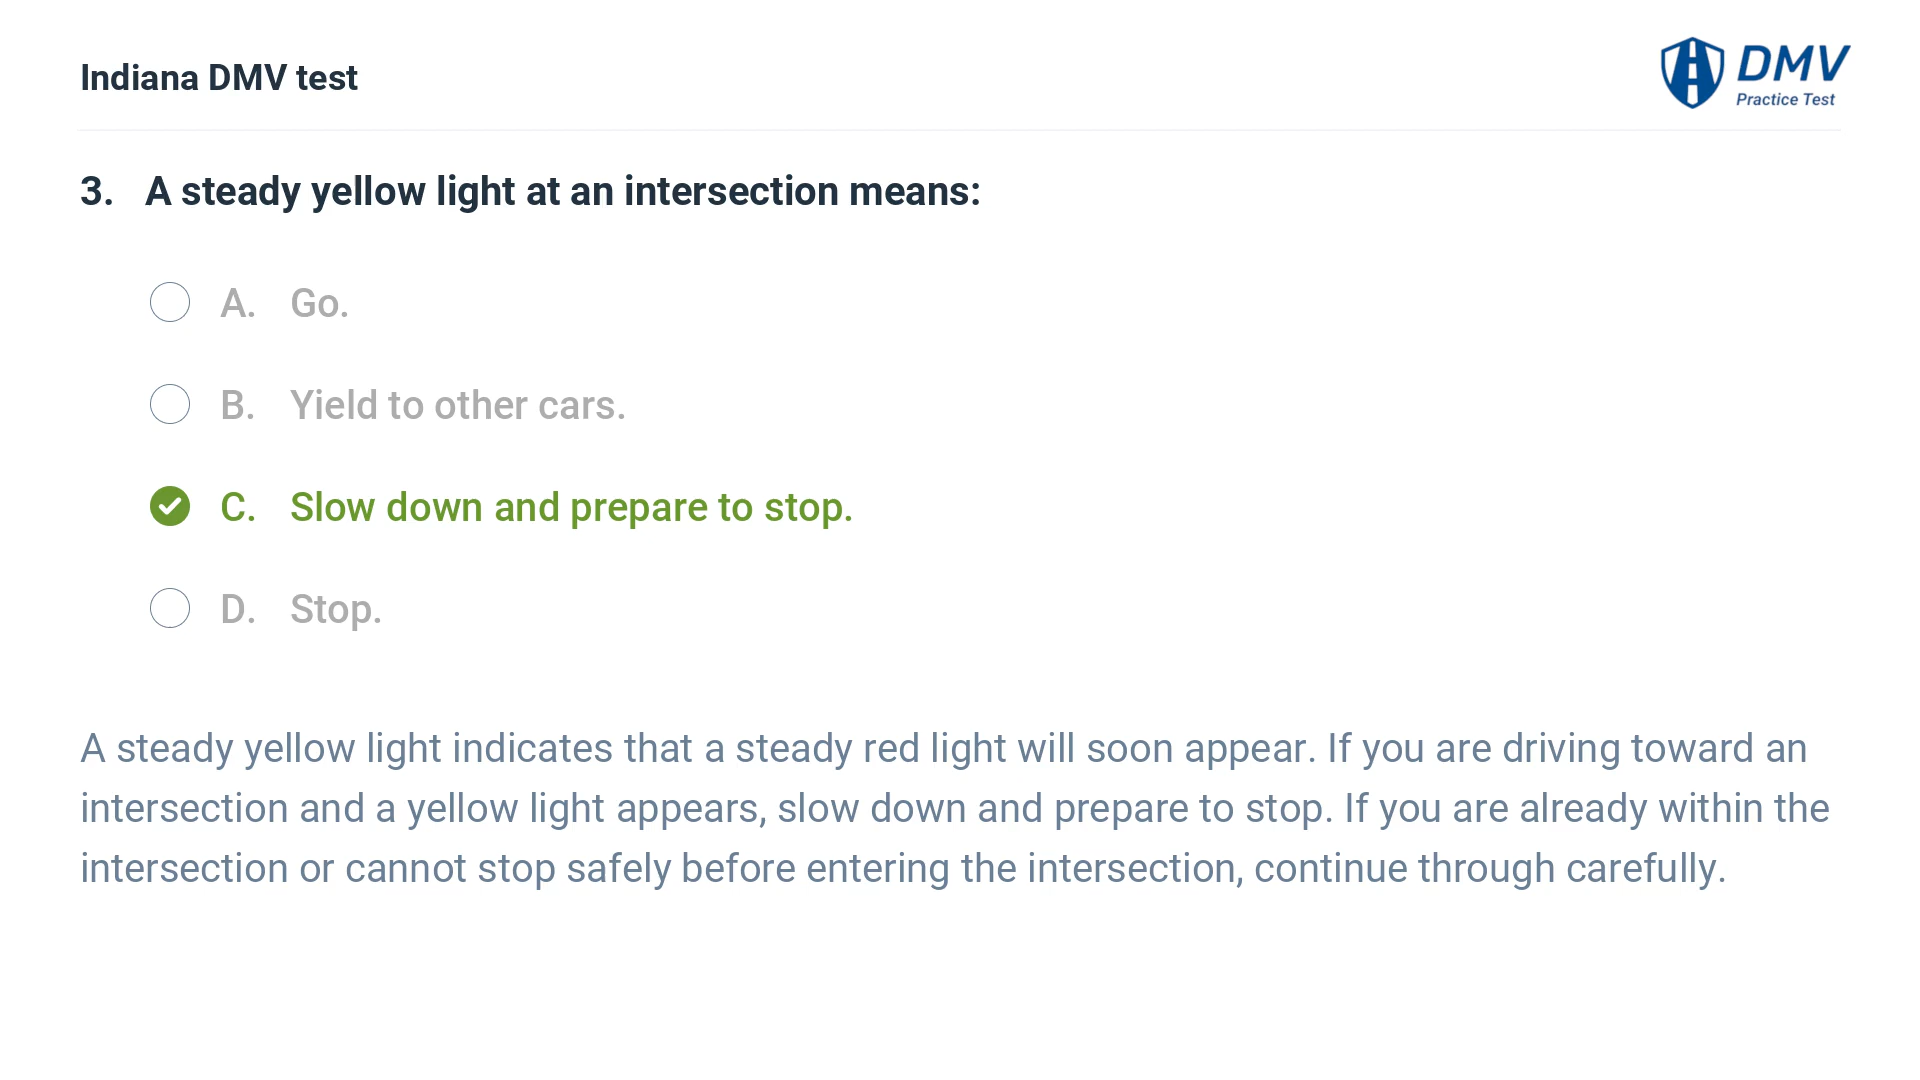 Indiana DMV test
DMV
Practice Test
3. A steady yellow light at an intersection means:
A. Go.
B. Yield to other cars.
C. Slow down and prepare to stop.
D. Stop.
A steady yellow light indicates that a steady red light will soon appear. If you are driving toward an
intersection and a yellow light appears, slow down and prepare to stop. If you are already within the
intersection or cannot stop safely before entering the intersection, continue through carefully.